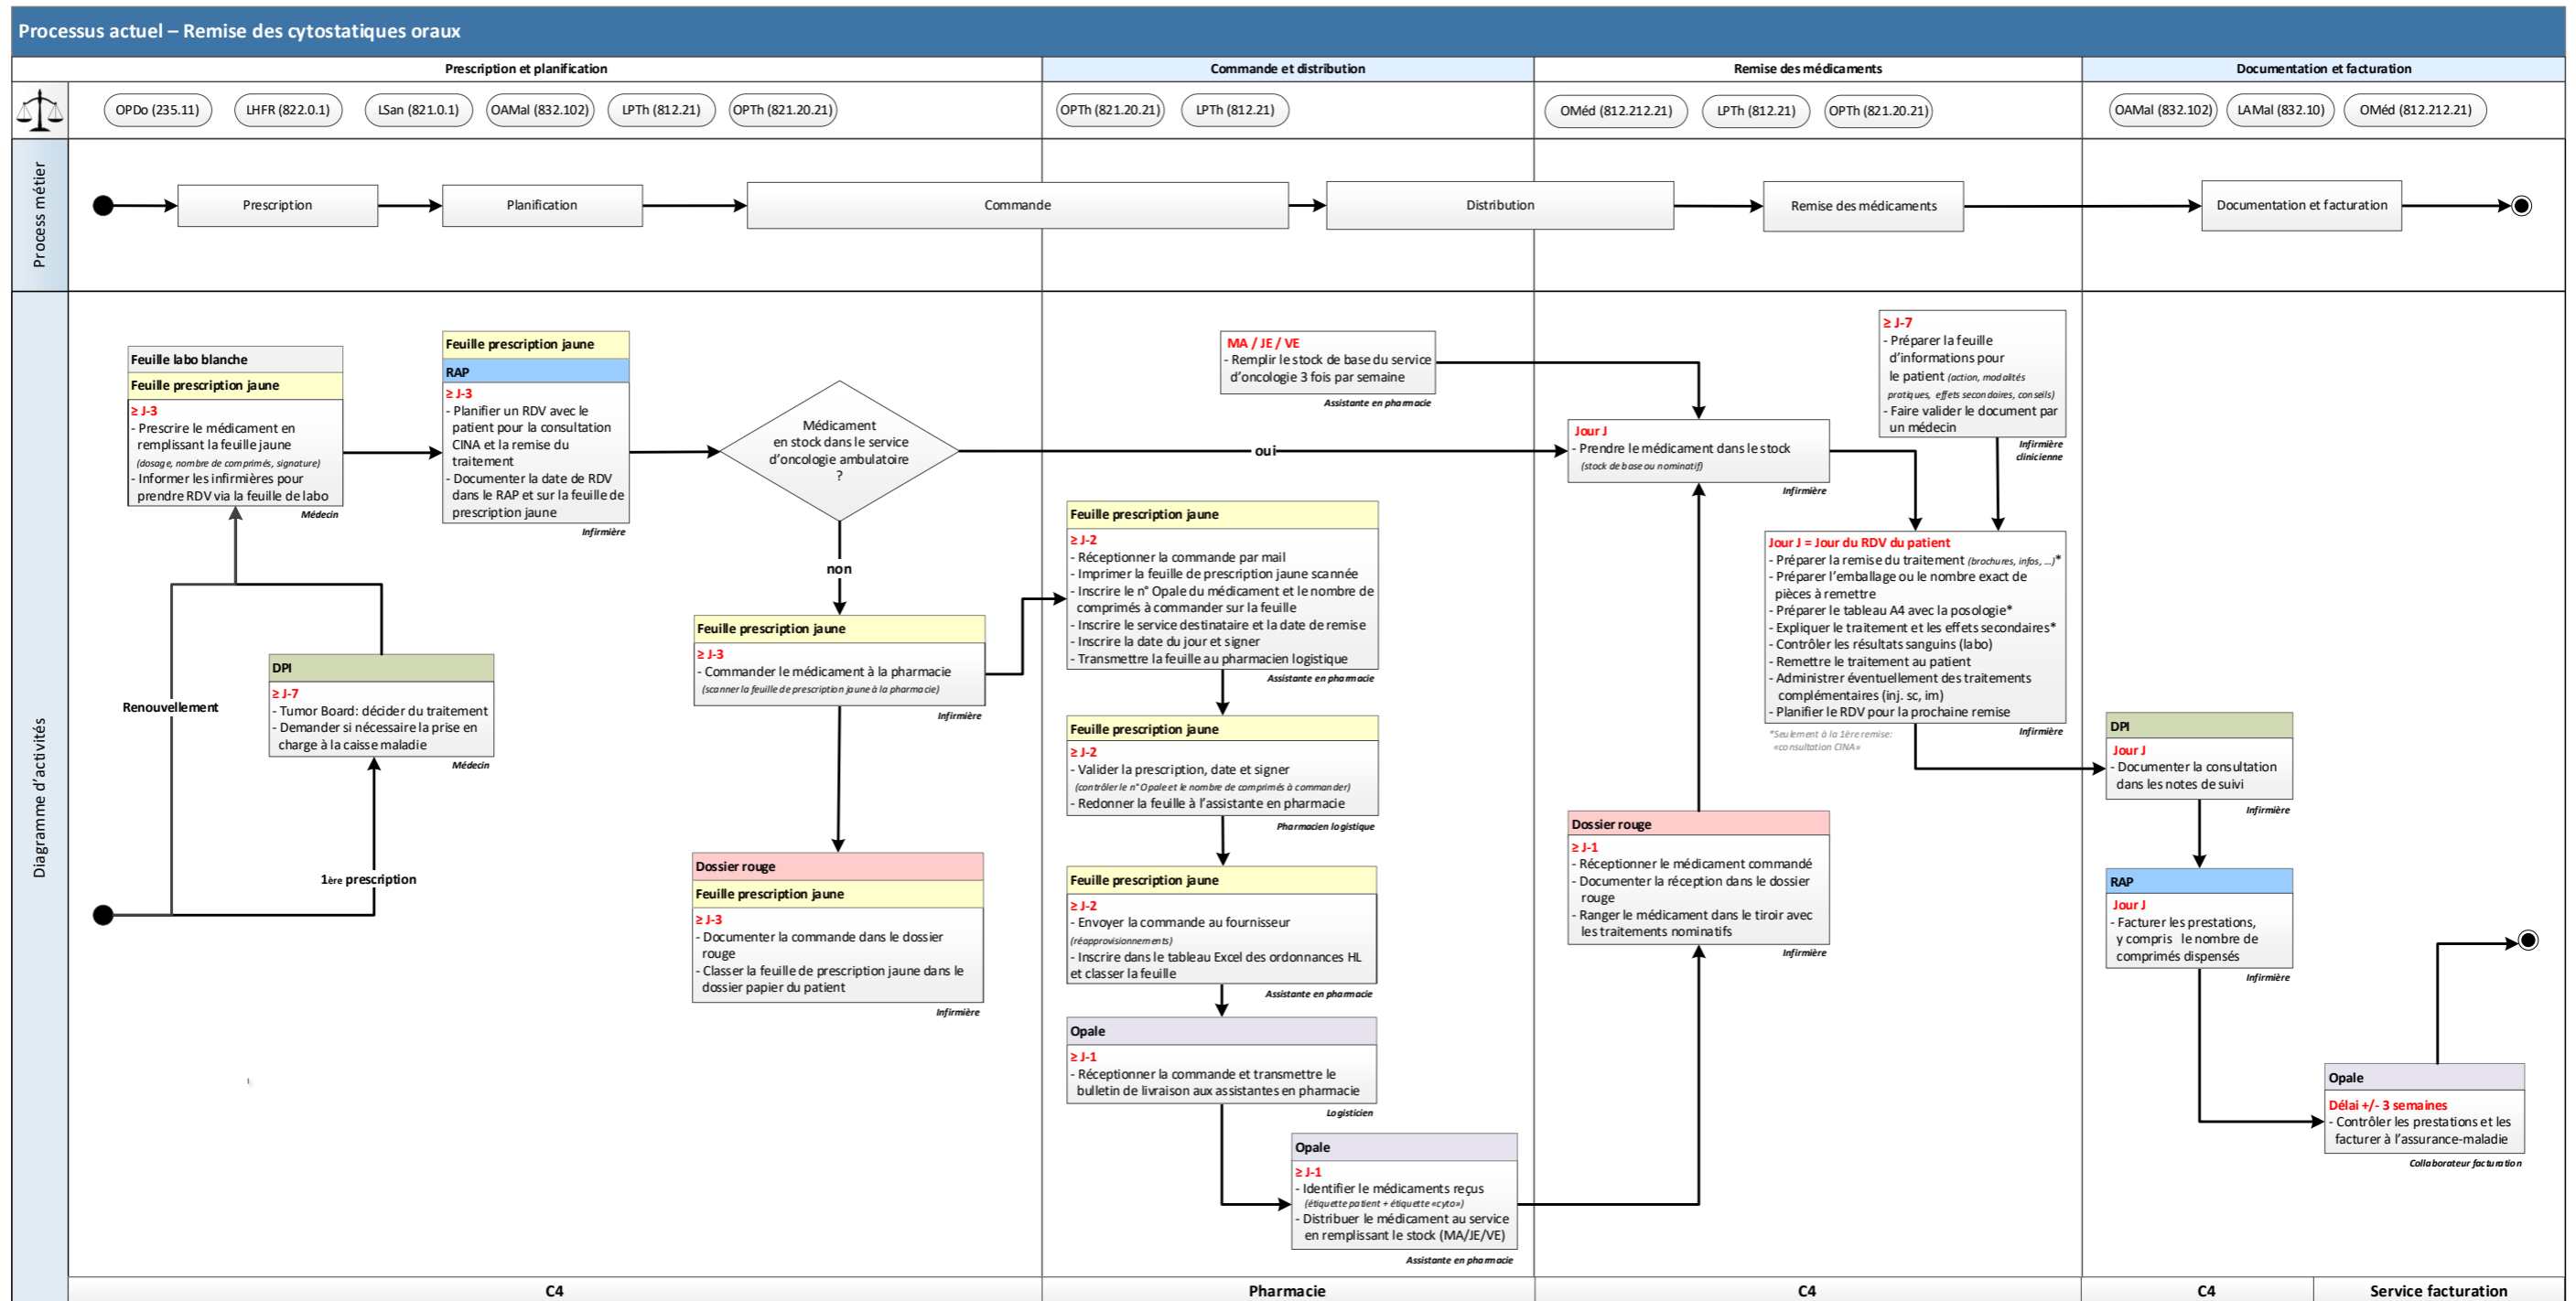 Processus actuel – Remise des cytostatiques oraux
Prescription et planification
Commande et distribution
Remise des médicaments
Documentation et facturation
OPDo (235.11)
LHFR (822.0.1)
LSan (821.0.1)
OAMal (832.102)
LPTh (812.21)
OPTh (821.20.21)
OPTh (821.20.21)
LPTh (812.21)
OMéd (812.212.21)
LPTh (812.21)
OPTh (821.20.21)
OAMal (832.102)
LAMal (832.10)
OMéd (812.212.21)
Process métier
Prescription
Planification
Commande
Distribution
Remise des médicaments
Documentation et facturation
Diagramme d'activités
Feuille labo blanche
Feuille prescription jaune
≥ J-3
- Prescrire le médicament en
remplissant la feuille jaune
(dosage, nombre de comprimés, signature)
- Informer les infirmières pour
prendre RDV via la feuille de labo
Médecin
Feuille prescription jaune
RAP
≥ J-3
- Planifier un RDV avec le
patient pour la consultation
CINA et la remise du
traitement
- Documenter la date de RDV
dans le RAP et sur la feuille de
prescription jaune
Infirmière
Médicament
en stock dans le service
d'oncologie ambulatoire
?
oui
non
Renouvellement
DPI
≥ J-7
- Tumor Board: décider du traitement
- Demander si nécessaire la prise en
charge à la caisse maladie
Médecin
1ère prescription
Feuille prescription jaune
≥ J-3
- Commander le médicament à la pharmacie
(scanner la feuille de prescription jaune à la pharmacie)
Infirmière
Dossier rouge
Feuille prescription jaune
≥ J-3
- Documenter la commande dans le dossier
rouge
- Classer la feuille de prescription jaune dans le
dossier papier du patient
Infirmière
MA / JE / VE
- Remplir le stock de base du service
d'oncologie 3 fois par semaine
Assistante en pharmacie
Feuille prescription jaune
≥ J-2
- Réceptionner la commande par mail
- Imprimer la feuille de prescription jaune scannée
- Inscrire le n° Opale du médicament et le nombre de
comprimés à commander sur la feuille
- Inscrire le service destinataire et la date de remise
- Inscrire la date du jour et signer
- Transmettre la feuille au pharmacien logistique
Assistante en pharmacie
Feuille prescription jaune
≥ J-2
- Valider la prescription, date et signer
(contrôler le n° Opale et le nombre de comprimés à commander)
- Redonner la feuille à l'assistante en pharmacie
Pharmacien logistique
Feuille prescription jaune
≥ J-2
- Envoyer la commande au fournisseur
(réapprovisionnements)
- Inscrire dans le tableau Excel des ordonnances HL
et classer la feuille
Assistante en pharmacie
Opale
≥ J-1
- Réceptionner la commande et transmettre le
bulletin de livraison aux assistantes en pharmacie
Logisticien
Opale
≥ J-1
- Identifier le médicaments reçus
(étiquette patient + étiquette «cyto»)
- Distribuer le médicament au service
en remplissant le stock (MA/JE/VE)
Assistante en pharmacie
Jour J
- Prendre le médicament dans le stock
(stock de base ou nominatif)
Infirmière
≥ J-7
- Préparer la feuille
d'informations pour
le patient (action, modalités
pratiques, effets secondaires, conseils)
- Faire valider le document par
un médecin
Infirmière
clinicienne
Jour J = Jour du RDV du patient
- Préparer la remise du traitement (brochures, infos, …)*
- Préparer l'emballage ou le nombre exact de
pièces à remettre
- Préparer le tableau A4 avec la posologie*
- Expliquer le traitement et les effets secondaires*
- Contrôler les résultats sanguins (labo)
- Remettre le traitement au patient
- Administrer éventuellement des traitements
complémentaires (inj. sc, im)
- Planifier le RDV pour la prochaine remise
Infirmière
*Seulement à la 1ère remise:
«consultation CINA»
Dossier rouge
≥ J-1
- Réceptionner le médicament commandé
- Documenter la réception dans le dossier
rouge
- Ranger le médicament dans le tiroir avec
les traitements nominatifs
Infirmière
DPI
Jour J
- Documenter la consultation
dans les notes de suivi
Infirmière
RAP
Jour J
- Facturer les prestations,
y compris le nombre de
comprimés dispensés
Infirmière
Opale
Délai +/- 3 semaines
- Contrôler les prestations et les
facturer à l'assurance-maladie
Collaborateur facturation
C4
Pharmacie
C4
C4
Service facturation